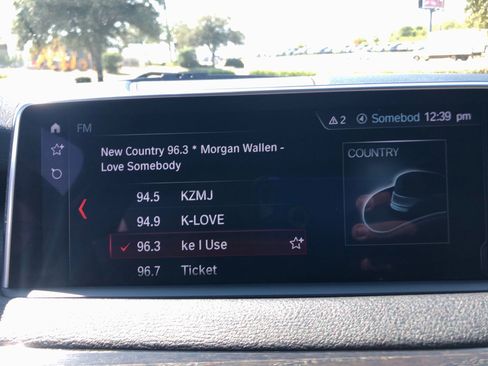 FM
2 Somebod 12:39 pm
New Country 96.3 * Morgan Wallen -
Love Somebody
COUNTRY
94.5 KZMJ
94.9 K-LOVE
96.3 ke I Use
96.7 Ticket